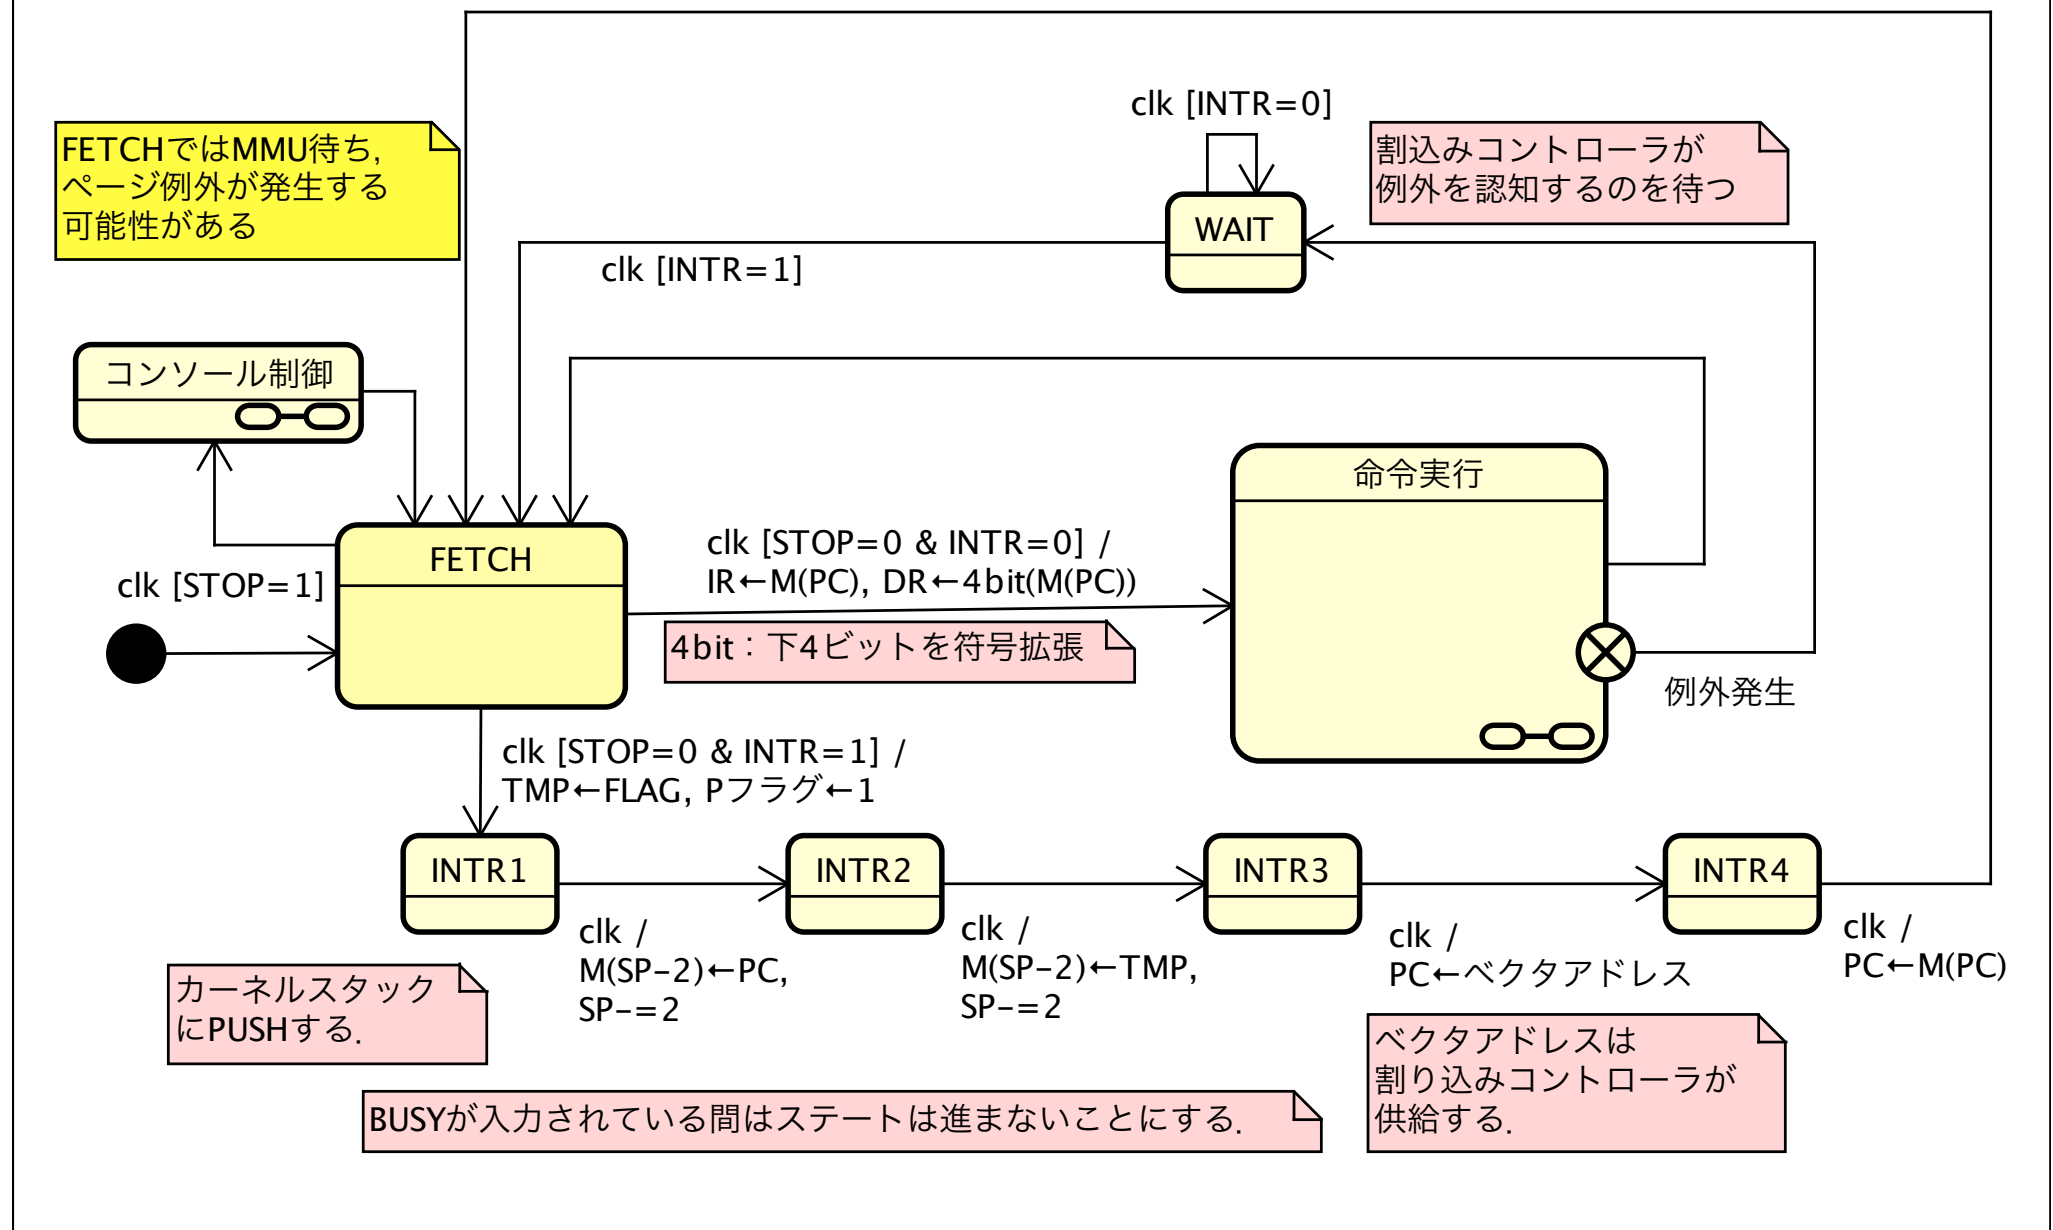 clk [INTR=0]
FETCHではMMU待ち,
ページ例外が発生する
可能性がある
割込みコントローラが
例外を認知するのを待つ
WAIT
clk [INTR=1]
コンソール制御
命令実行
FETCH
clk [STOP=0 & INTR=0] /
IR←M(PC), DR←4bit(M(PC))
clk [STOP=1]
4bit：下4ビットを符号拡張
例外発生
clk [STOP=0 & INTR=1] /
TMP←FLAG, Pフラグ←1
INTR1
INTR2
INTR3
INTR4
clk /
M(SP-2)←PC,
SP-=2
clk /
M(SP-2)←TMP,
SP-=2
clk /
PC←ベクタアドレス
clk /
PC←M(PC)
カーネルスタック
にPUSHする.
ベクタアドレスは
割り込みコントローラが
供給する.
BUSYが入力されている間はステートは進まないことにする.